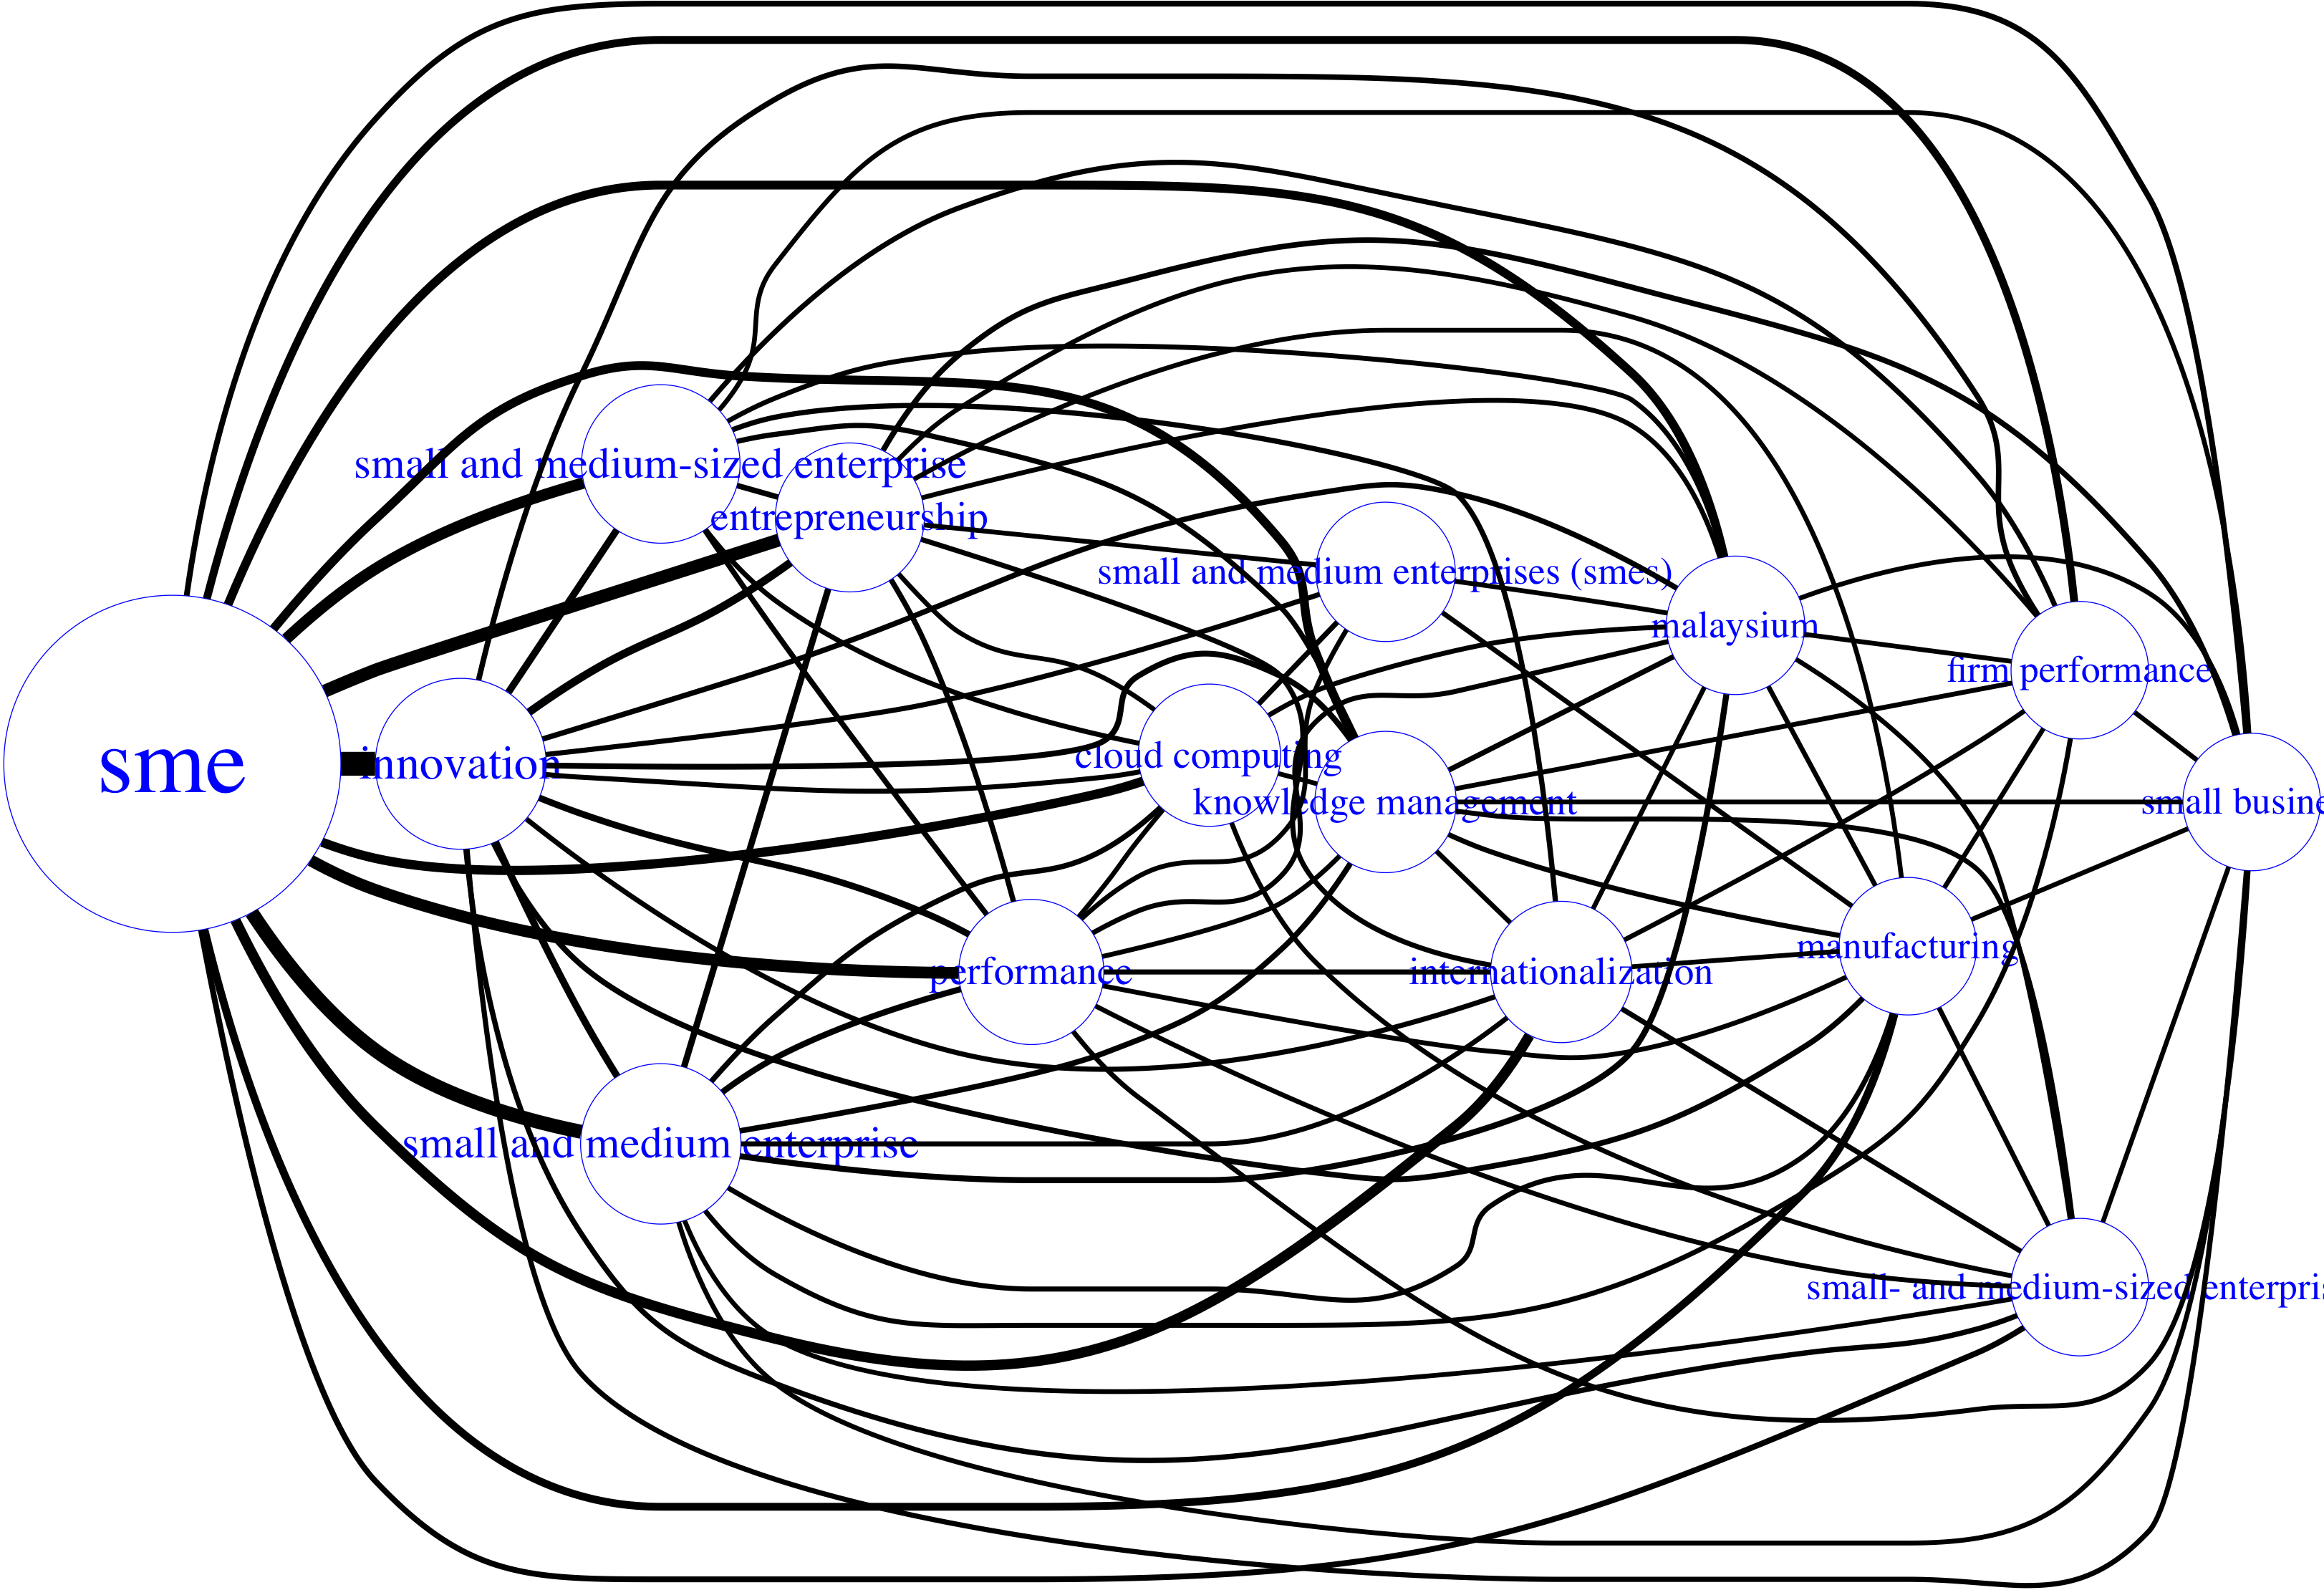 small and medium-sized enterprise
entrepreneurship
small and medium enterprises (smes)
malaysium
firm performance
sme
innovation
cloud computing
knowledge management
small busine
performance
internationalization
manufacturing
small and medium enterprise
small- and medium-sized enterpris